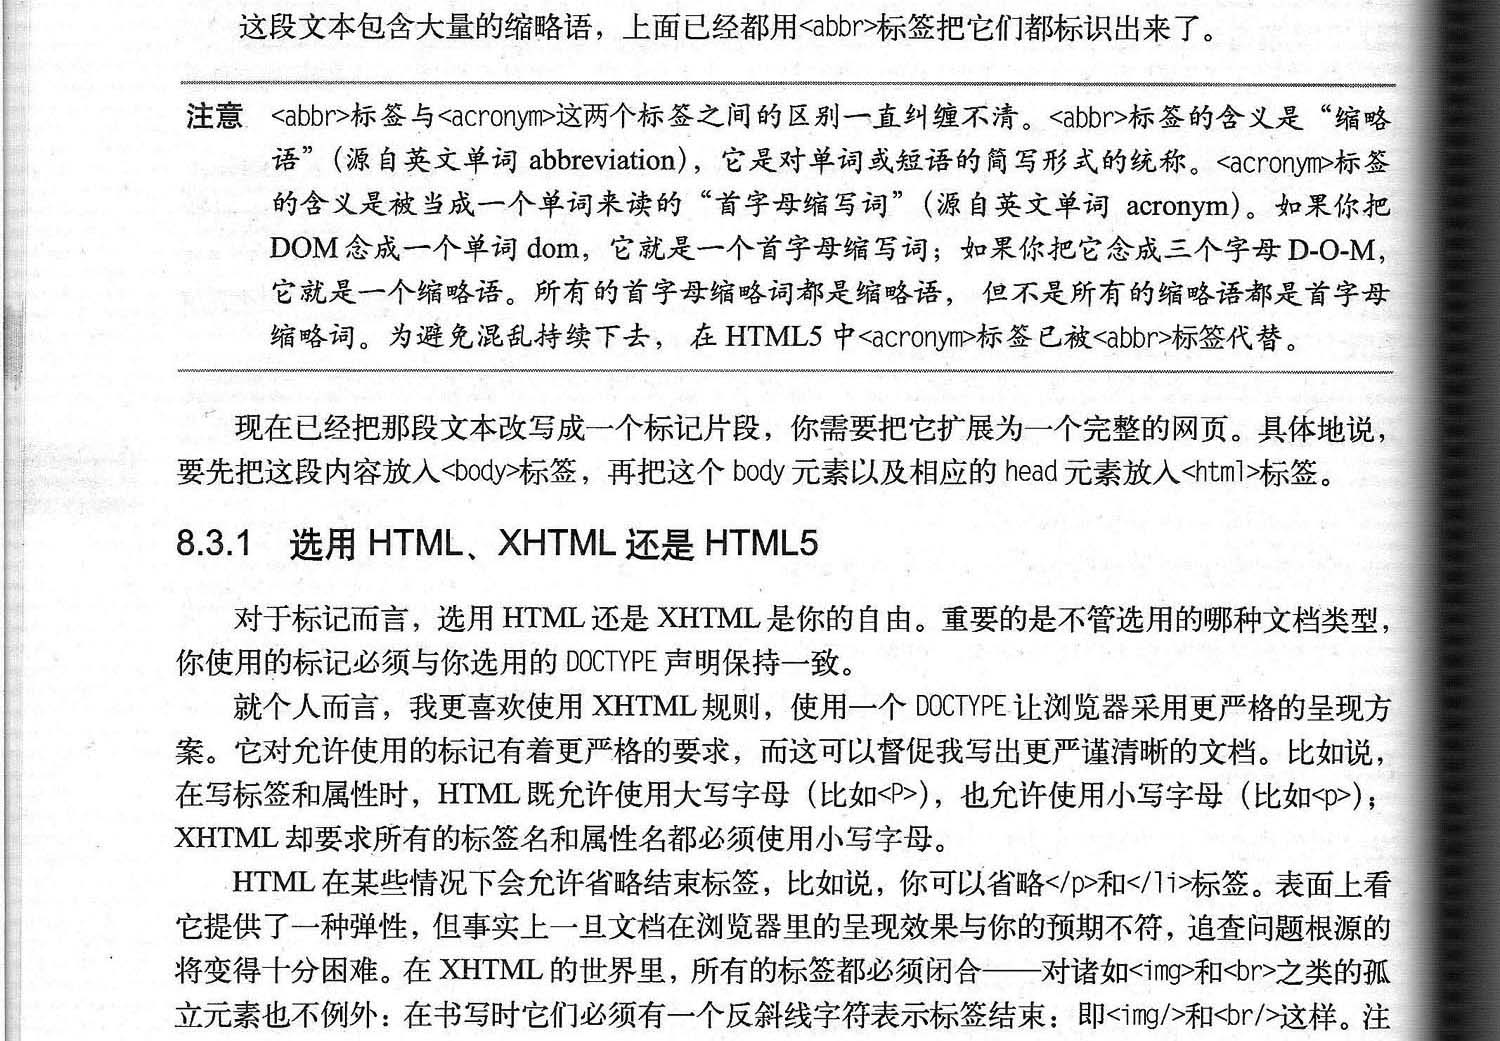 这段文本包含大量的缩略语，上面已经都用<abbr>标签把它们都标识出来了。
注意 <abbr>标签与<acronym>这两个标签之间的区别一直纠缠不清。<abbr>标签的含义是“缩略
语”（源自英文单词 abbreviation），它是对单词或短语的简写形式的统称。<acronym>标签
的含义是被当成一个单词来读的“首字母缩写词”（源自英文单词 acronym）。如果你把
DOM 念成一个单词 dom，它就是一个首字母缩写词；如果你把它念成三个字母 D-O-M，
它就是一个缩略语。所有的首字母缩略词都是缩略语，但不是所有的缩略语都是首字母
缩略词。为避免混乱持续下去，在 HTML5 中<acronym>标签已被<abbr>标签代替。
现在已经把那段文本改写成一个标记片段，你需要把它扩展为一个完整的网页。具体地说，
要先把这段内容放入<body>标签，再把这个 body 元素以及相应的 head 元素放入<html>标签。
8.3.1 选用 HTML、XHTML 还是 HTML5
对于标记而言，选用 HTML 还是 XHTML 是你的自由。重要的是不管选用的哪种文档类型，
你使用的标记必须与你选用的 DOCTYPE 声明保持一致。
就个人而言，我更喜欢使用 XHTML 规则，使用一个 DOCTYPE 让浏览器采用更严格的呈现方
案。它对允许使用的标记有着更严格的要求，而这可以督促我写出更严谨清晰的文档。比如说，
在写标签和属性时，HTML 既允许使用大写字母（比如<P>），也允许使用小写字母（比如<p>）；
XHTML 却要求所有的标签名和属性名都必须使用小写字母。
HTML 在某些情况下会允许省略结束标签，比如说，你可以省略</p>和</li>标签。表面上看
它提供了一种弹性，但事实上一旦文档在浏览器里的呈现效果与你的预期不符，追查问题根源的
将变得十分困难。在 XHTML 的世界里，所有的标签都必须闭合——对诸如<img>和<br>之类的孤
立元素也不例外：在书写时它们必须有一个反斜线字符表示标签结束：即<img/>和<br/>这样。注